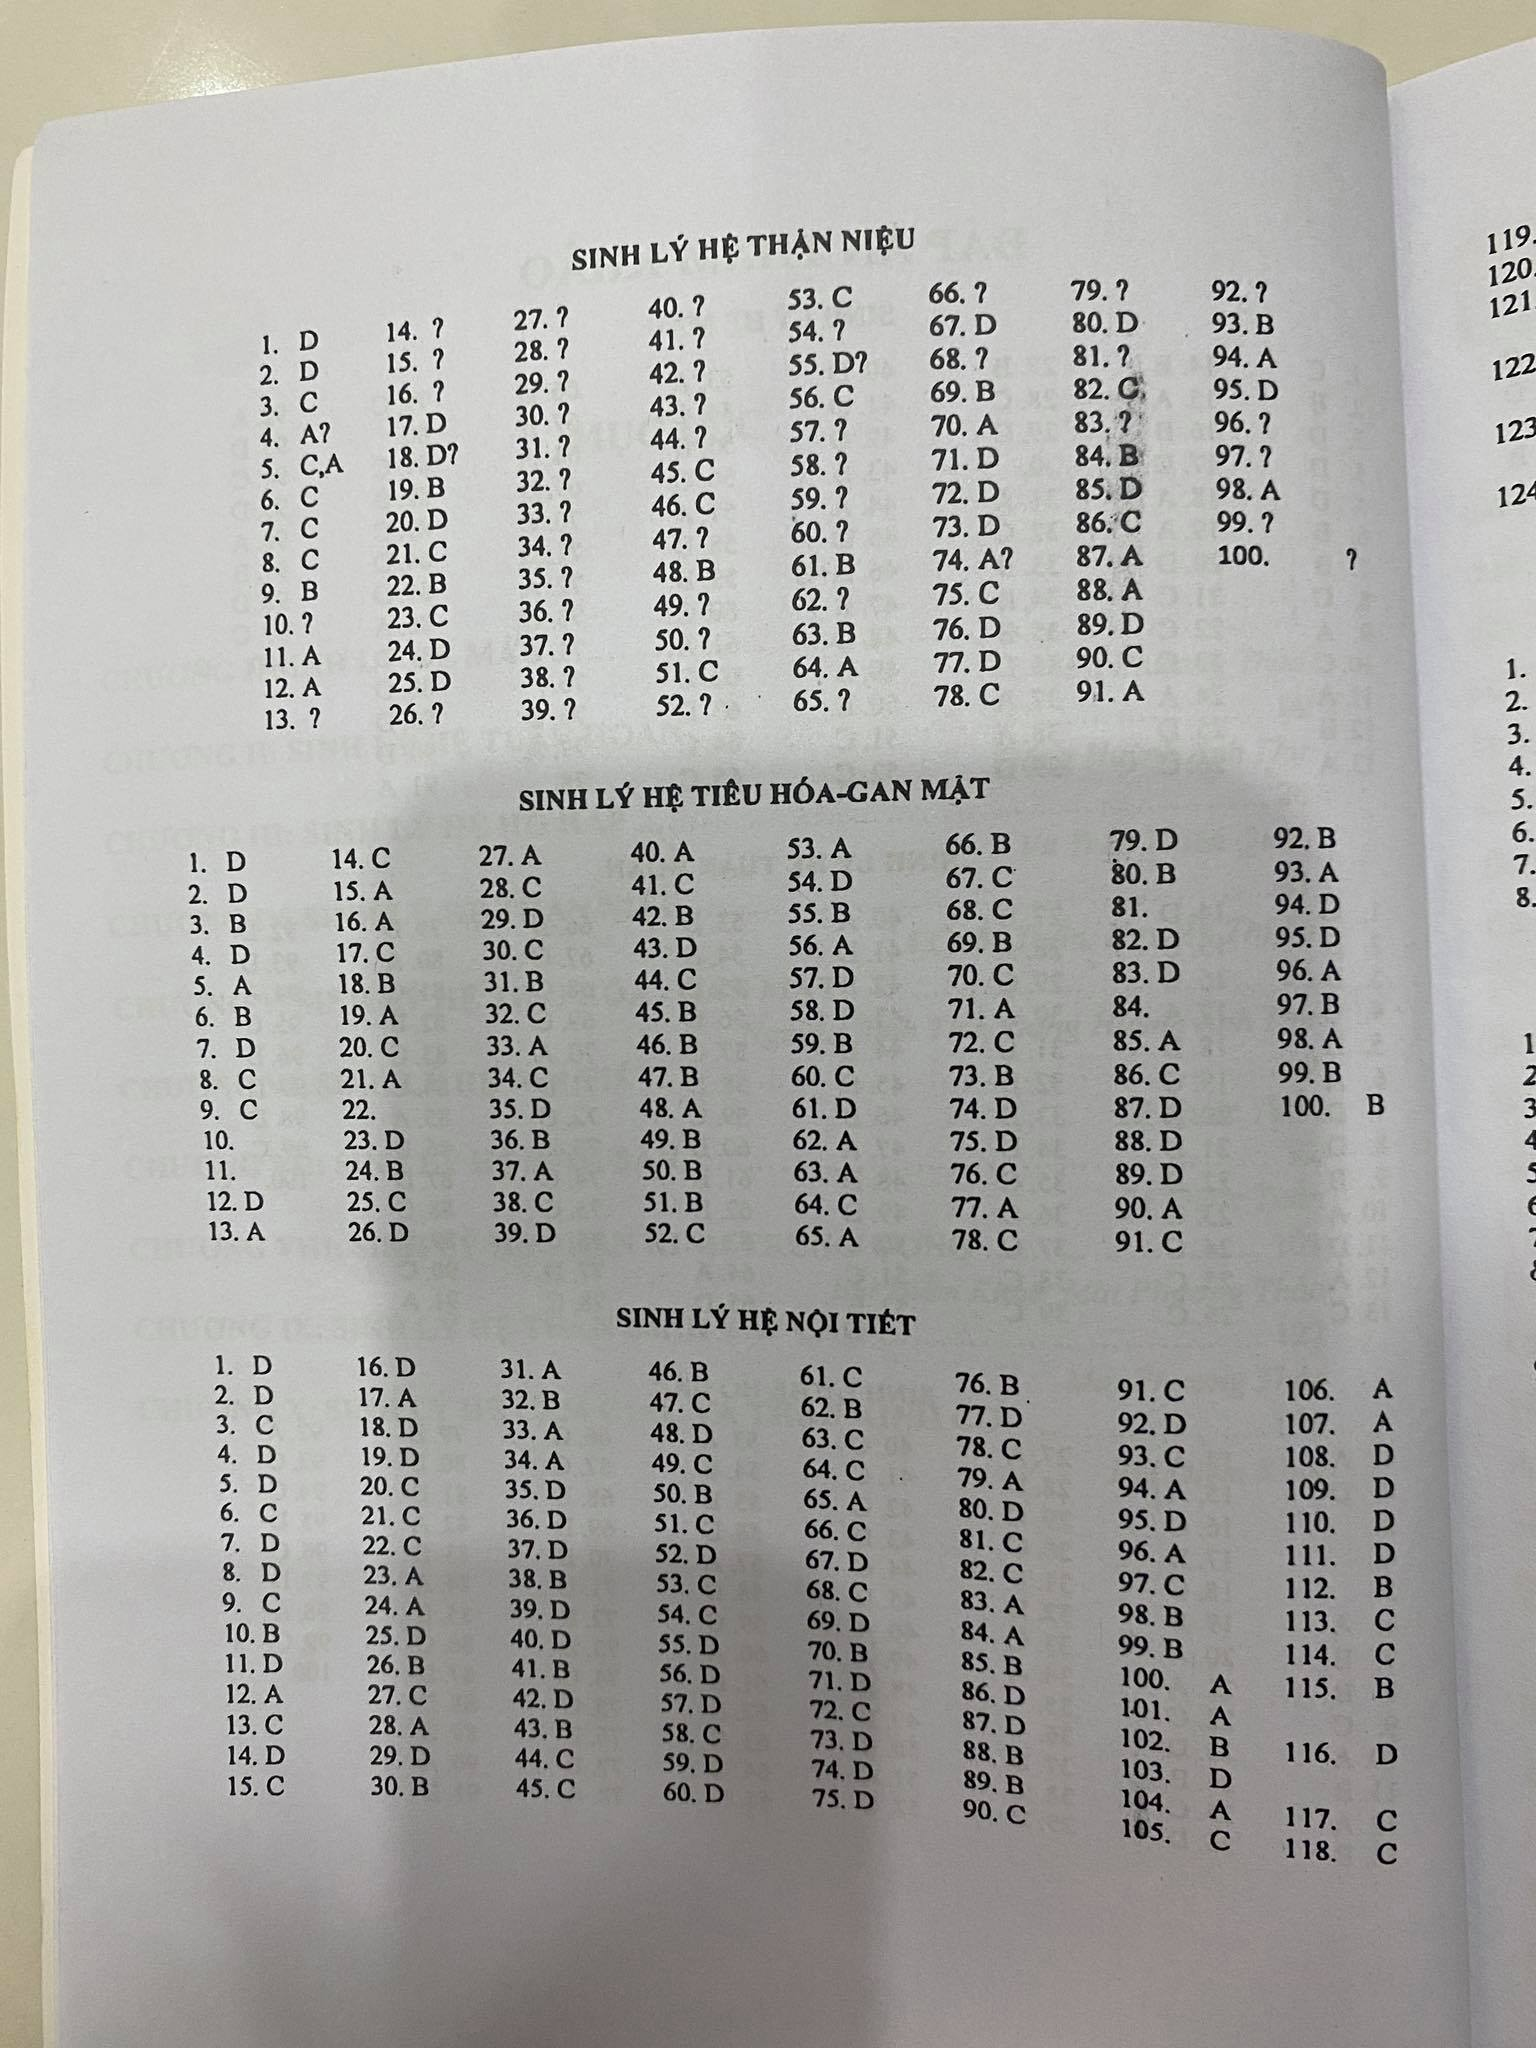 SINH LÝ HỆ THẬN NIỆU
1. D 14. ? 27. ? 40. ? 53. C 66. ? 79. ? 92. ?
2. D 15. ? 28. ? 41. ? 54. ? 67. D 80. D 93. B
3. C 16. ? 29. ? 42. ? 55. D? 68. ? 81. ? 94. A
4. A? 17. D 30. ? 43. ? 56. C 69. B 82. C 95. D
5. C,A 18. D? 31. ? 44. ? 57. ? 70. A 83. ? 96. ?
6. C 19. B 32. ? 45. C 58. ? 71. D 84. B 97. ?
7. C 20. D 33. ? 46. C 59. ? 72. D 85. D 98. A
8. C 21. C 34. ? 47. ? 60. ? 73. D 86. C 99. ?
9. B 22. B 35. ? 48. B 61. B 74. A? 87. A 100. ?
10. ? 23. C 36. ? 49. ? 62. ? 75. C 88. A
11. A 24. D 37. ? 50. ? 63. B 76. D 89. D
12. A 25. D 38. ? 51. C 64. A 77. D 90. C
13. ? 26. ? 39. ? 52. ? 65. ? 78. C 91. A
SINH LÝ HỆ TIÊU HÓA-GAN MẬT
1. D 14. C 27. A 40. A 53. A 66. B 79. D 92. B
2. D 15. A 28. C 41. C 54. D 67. C 80. B 93. A
3. B 16. A 29. D 42. B 55. B 68. C 81. 94. D
4. D 17. C 30. C 43. D 56. A 69. B 82. D 95. D
5. A 18. B 31. B 44. C 57. D 70. C 83. D 96. A
6. B 19. A 32. C 45. B 58. D 71. A 84. 97. B
7. D 20. C 33. A 46. B 59. B 72. C 85. A 98. A
8. C 21. A 34. C 47. B 60. C 73. B 86. C 99. B
9. C 22. 35. D 48. A 61. D 74. D 87. D 100. B
10. 23. D 36. B 49. B 62. A 75. D 88. D
11. 24. B 37. A 50. B 63. A 76. C 89. D
12. D 25. C 38. C 51. B 64. C 77. A 90. A
13. A 26. D 39. D 52. C 65. A 78. C 91. C
SINH LÝ HỆ NỘI TIẾT
1. D 16. D 31. A 46. B 61. C 76. B 91. C 106. A
2. D 17. A 32. B 47. C 62. B 77. D 92. D 107. A
3. C 18. D 33. A 48. D 63. C 78. C 93. C 108. D
4. D 19. D 34. A 49. C 64. C 79. A 94. A 109. D
5. D 20. C 35. D 50. B 65. A 80. D 95. D 110. D
6. C 21. C 36. D 51. C 66. C 81. C 96. A 111. D
7. D 22. C 37. D 52. D 67. D 82. C 97. C 112. B
8. D 23. A 38. B 53. C 68. C 83. A 98. B 113. C
9. C 24. A 39. D 54. C 69. D 84. A 99. B 114. C
10. B 25. D 40. D 55. D 70. B 85. B 100. A 115. B
11. D 26. B 41. B 56. D 71. D 86. D 101. A
12. A 27. C 42. D 57. D 72. C 87. D 102. B 116. D
13. C 28. A 43. B 58. C 73. D 88. B 103. D
14. D 29. D 44. C 59. D 74. D 89. B 104. A 117. C
15. C 30. B 45. C 60. D 75. D 90. C 105. C 118. C
119.
120.
121.
122
123
124
1.
2.
3.
4.
5.
6.
7.
8.